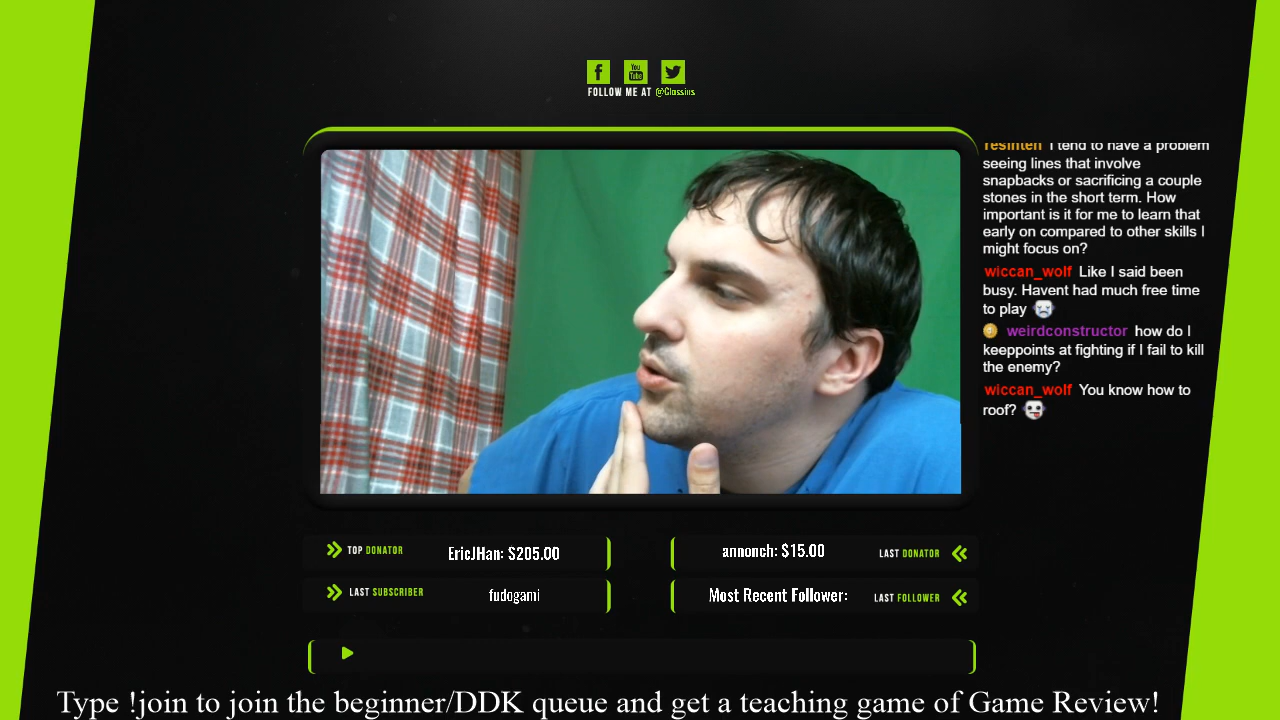 You
Tube
FOLLOW ME AT @Glassius
resinten I tend to have a problem
seeing lines that involve
snapbacks or sacrificing a couple
stones in the short term. How
important is it for me to learn that
early on compared to other skills I
might focus on?
wiccan_wolf Like I said been
busy. Havent had much free time
to play
weirdconstructor how do I
keeppoints at fighting if I fail to kill
the enemy?
wiccan_wolf You know how to
roof?
TOP DONATOR EricJHan: $205.00
annonch: $15.00 LAST DONATOR
LAST SUBSCRIBER fudogami
Most Recent Follower: LAST FOLLOWER
Type !join to join the beginner/DDK queue and get a teaching game of Game Review!